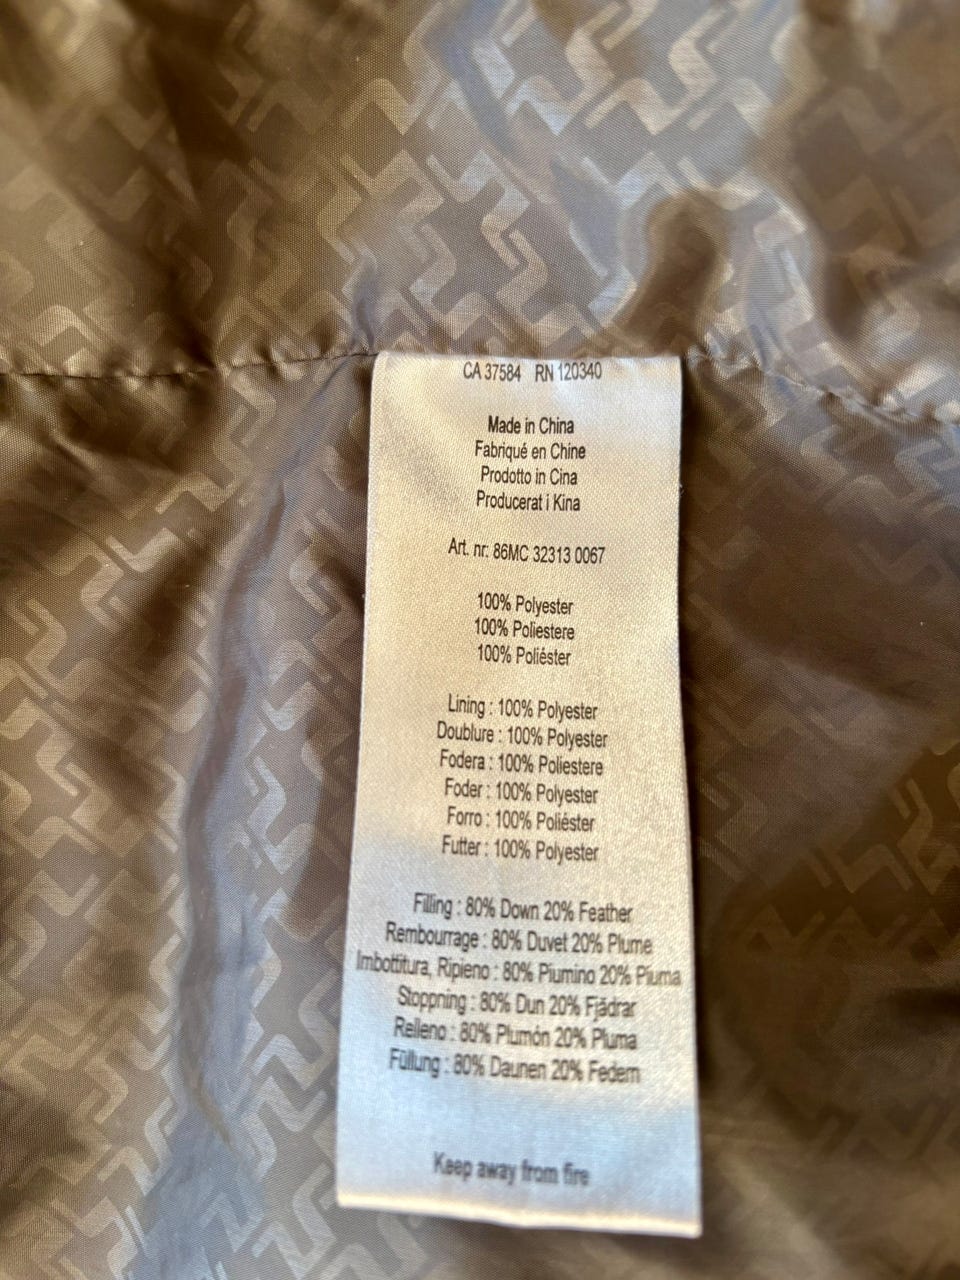 CA 37584 RN 120340
Made in China
Fabriqué en Chine
Prodotto in Cina
Producerat i Kina
Art. nr: 86MC 32313 0067
100% Polyester
100% Poliestere
100% Poliéster
Lining : 100% Polyester
Doublure : 100% Polyester
Fodera : 100% Poliestere
Foder : 100% Polyester
Forro : 100% Poliéster
Futter : 100% Polyester
Filling : 80% Down 20% Feather
Rembourrage : 80% Duvet 20% Plume
Imbottitura, Ripieno : 80% Piumino 20% Piuma
Stoppning : 80% Dun 20% Fjädrar
Relleno : 80% Plumón 20% Pluma
Füllung : 80% Daunen 20% Federn
Keep away from fire